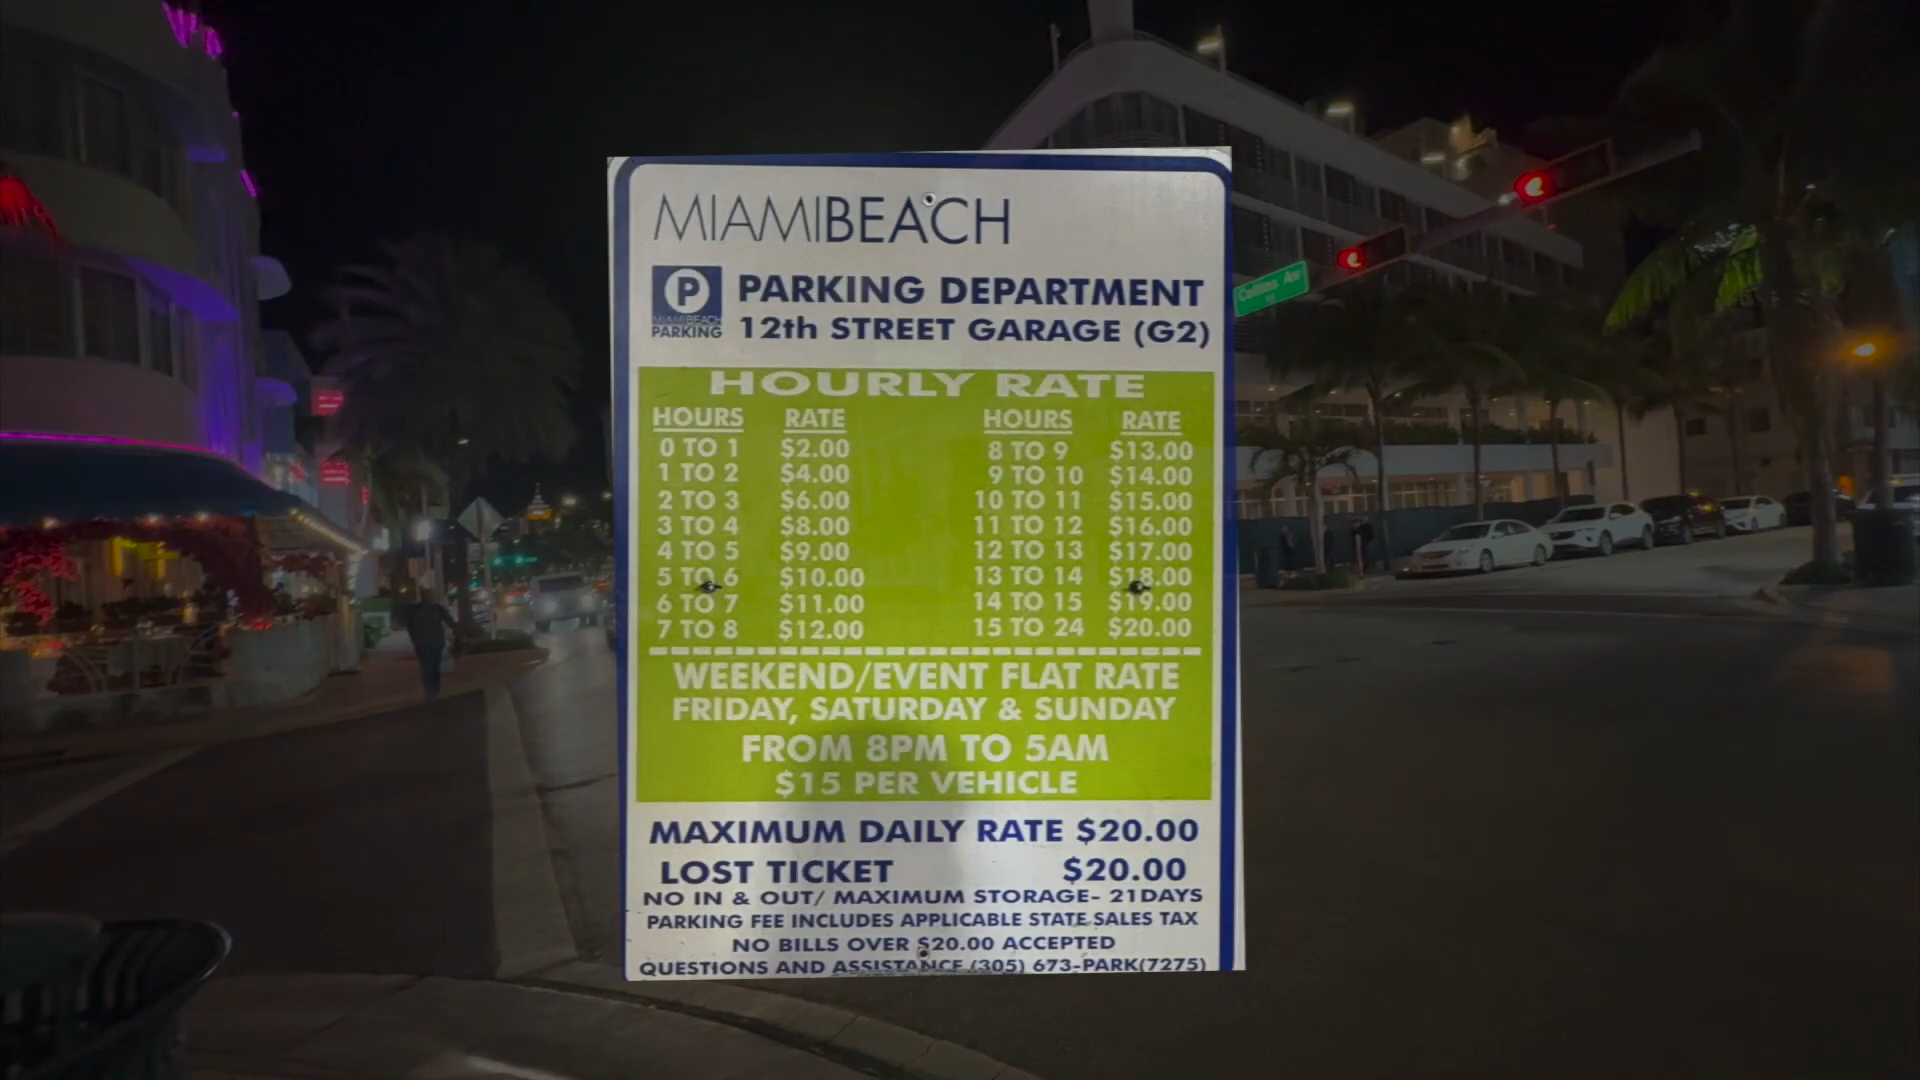 MIAMIBEACH
P
MIAMIBEACH
PARKING
PARKING DEPARTMENT
12th STREET GARAGE (G2)
HOURLY RATE
HOURS RATE HOURS RATE
0 TO 1 $2.00 8 TO 9 $13.00
1 TO 2 $4.00 9 TO 10 $14.00
2 TO 3 $6.00 10 TO 11 $15.00
3 TO 4 $8.00 11 TO 12 $16.00
4 TO 5 $9.00 12 TO 13 $17.00
5 TO 6 $10.00 13 TO 14 $18.00
6 TO 7 $11.00 14 TO 15 $19.00
7 TO 8 $12.00 15 TO 24 $20.00
WEEKEND/EVENT FLAT RATE
FRIDAY, SATURDAY & SUNDAY
FROM 8PM TO 5AM
$15 PER VEHICLE
MAXIMUM DAILY RATE $20.00
LOST TICKET $20.00
NO IN & OUT/ MAXIMUM STORAGE- 21DAYS
PARKING FEE INCLUDES APPLICABLE STATE SALES TAX
NO BILLS OVER $20.00 ACCEPTED
QUESTIONS AND ASSISTANCE (305) 673-PARK(7275)
Collins Ave